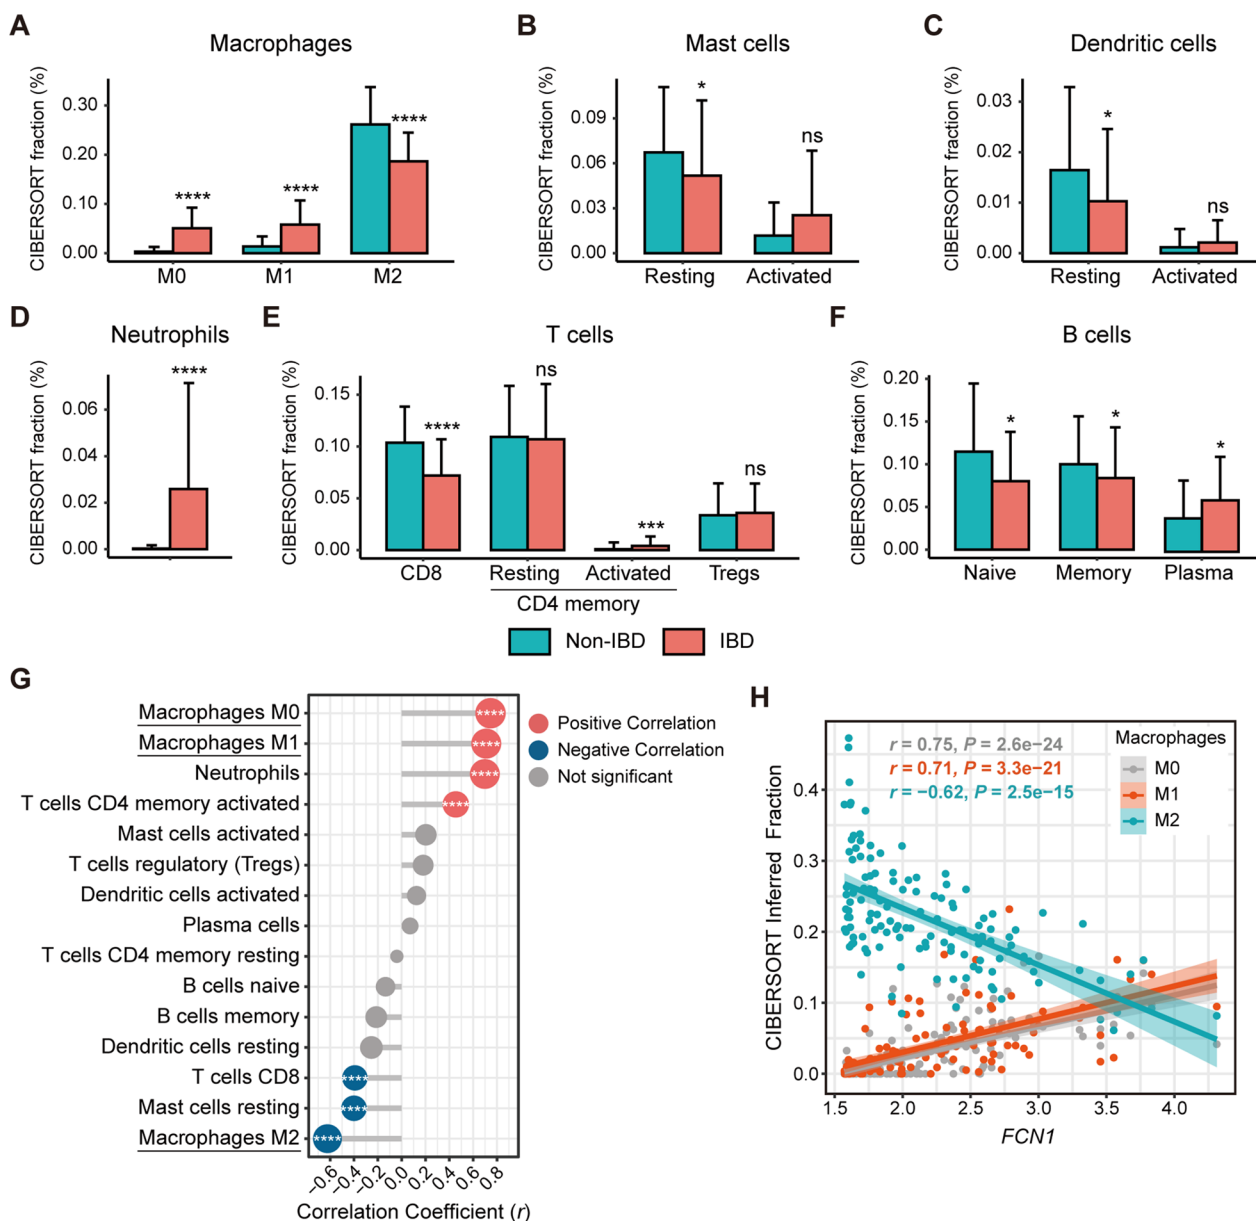 A
Macrophages
CIBERSORT fraction (%)
0.30
0.20
0.10
0.00
****
****
****
M0
M1
M2
B
Mast cells
CIBERSORT fraction (%)
0.09
0.06
0.03
0.00
*
ns
Resting
Activated
C
Dendritic cells
CIBERSORT fraction (%)
0.03
0.02
0.01
0.00
*
ns
Resting
Activated
D
Neutrophils
CIBERSORT fraction (%)
0.06
0.04
0.02
0.00
****
E
T cells
CIBERSORT fraction (%)
0.15
0.10
0.05
0.00
****
ns
***
ns
CD8
Resting
Activated
Tregs
CD4 memory
F
B cells
CIBERSORT fraction (%)
0.20
0.15
0.10
0.05
0.00
*
*
*
Naive
Memory
Plasma
Non-IBD
IBD
G
Macrophages M0
****
Macrophages M1
****
Neutrophils
****
T cells CD4 memory activated
****
Mast cells activated
T cells regulatory (Tregs)
Dendritic cells activated
Plasma cells
T cells CD4 memory resting
B cells naive
B cells memory
Dendritic cells resting
T cells CD8
****
Mast cells resting
****
Macrophages M2
****
−0.6
−0.4
−0.2
0.0
0.2
0.4
0.6
0.8
Correlation Coefficient (r)
Positive Correlation
Negative Correlation
Not significant
H
CIBERSORT Inferred Fraction
0.4
0.3
0.2
0.1
0.0
r = 0.75, P = 2.6e−24
r = 0.71, P = 3.3e−21
r = −0.62, P = 2.5e−15
Macrophages
M0
M1
M2
1.5
2.0
2.5
3.0
3.5
4.0
FCN1